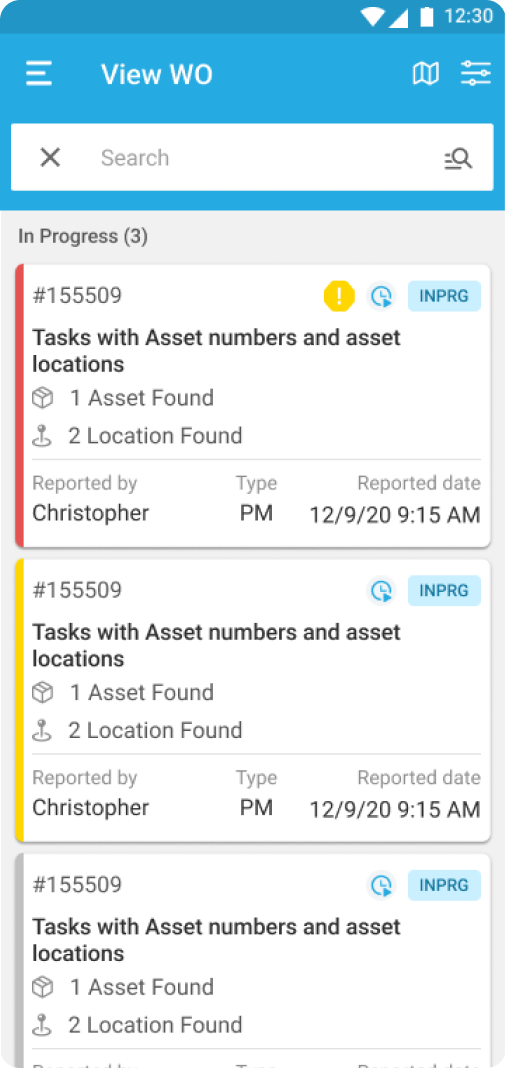 12:30
View WO
Search
In Progress (3)
#155509
INPRG
Tasks with Asset numbers and asset
locations
1 Asset Found
2 Location Found
Reported by Type Reported date
Christopher PM 12/9/20 9:15 AM
#155509
INPRG
Tasks with Asset numbers and asset
locations
1 Asset Found
2 Location Found
Reported by Type Reported date
Christopher PM 12/9/20 9:15 AM
#155509
INPRG
Tasks with Asset numbers and asset
locations
1 Asset Found
2 Location Found